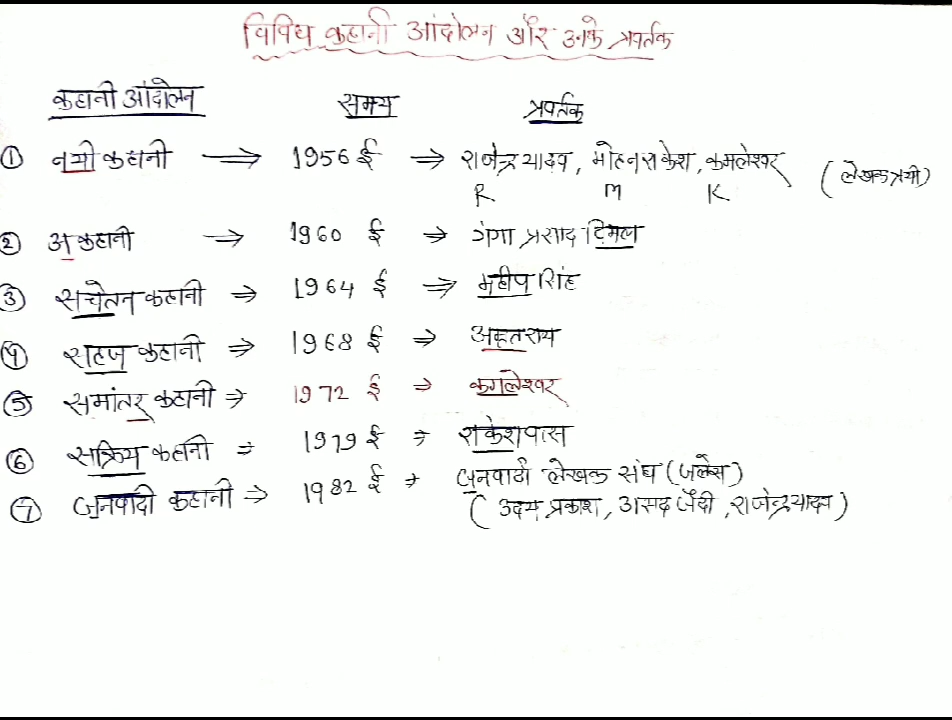 विविध कहानी आंदोलन और उनके प्रवर्तक
कहानी आंदोलन समय प्रवर्तक
① नयी कहानी ⇒ 1956 ई ⇒ राजेन्द्र यादव, मोहन राकेश, कमलेश्वर (लेखकत्रयी)
R M K
② अकहानी ⇒ 1960 ई ⇒ गंगा प्रसाद विमल
③ सचेतन कहानी ⇒ 1964 ई ⇒ महीप सिंह
④ सहज कहानी ⇒ 1968 ई ⇒ अमृतराय
⑤ समांतर कहानी ⇒ 1972 ई ⇒ कमलेश्वर
⑥ सक्रिय कहानी ⇒ 1979 ई ⇒ राकेश वत्स
⑦ जनवादी कहानी ⇒ 1982 ई ⇒ जनवादी लेखक संघ (जलेस)
(उदय प्रकाश, असद जैदी, राजेन्द्र यादव)